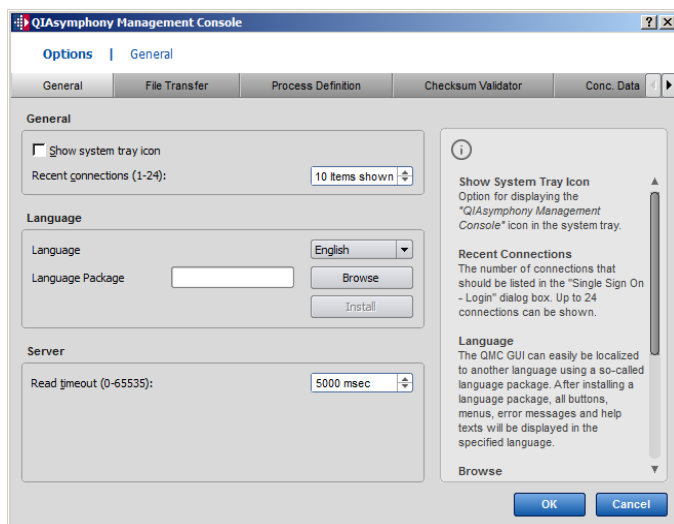 QIAsymphony Management Console
Options | General
General
File Transfer
Process Definition
Checksum Validator
Conc. Data
General
Show system tray icon
Recent connections (1-24):
10 Items shown
Language
Language
English
Language Package
Browse
Install
Server
Read timeout (0-65535):
5000 msec
Show System Tray Icon
Option for displaying the
"QIAsymphony Management
Console" icon in the system tray.
Recent Connections
The number of connections that
should be listed in the "Single Sign On
- Login" dialog box. Up to 24
connections can be shown.
Language
The QMC GUI can easily be localized
to another language using a so-called
language package. After installing a
language package, all buttons,
menus, error messages and help
texts will be displayed in the
specified language.
Browse
OK
Cancel